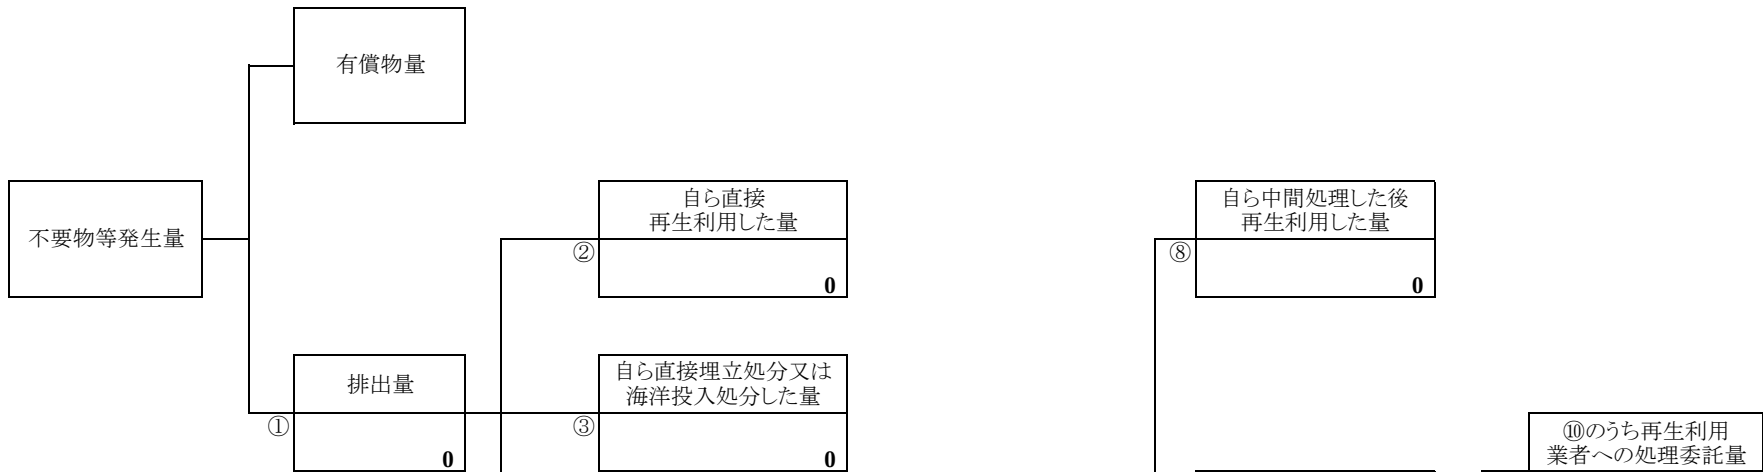 有償物量
不要物等発生量
自ら直接
再生利用した量
②
0
自ら中間処理した後
再生利用した量
⑧
0
排出量
①
0
自ら直接埋立処分又は
海洋投入処分した量
③
0
⑩のうち再生利用
業者への処理委託量